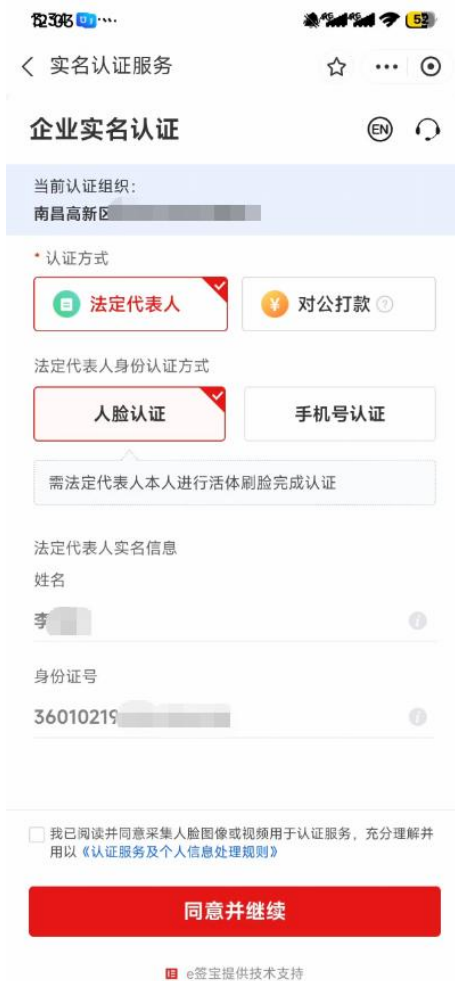 52
实名认证服务
企业实名认证
EN
当前认证组织:
南昌高新区
* 认证方式
法定代表人
¥ 对公打款 ?
法定代表人身份认证方式
人脸认证
手机号认证
需法定代表人本人进行活体刷脸完成认证
法定代表人实名信息
姓名
李
身份证号
36010219
我已阅读并同意采集人脸图像或视频用于认证服务,充分理解并
用以《认证服务及个人信息处理规则》
同意并继续
e签宝提供技术支持